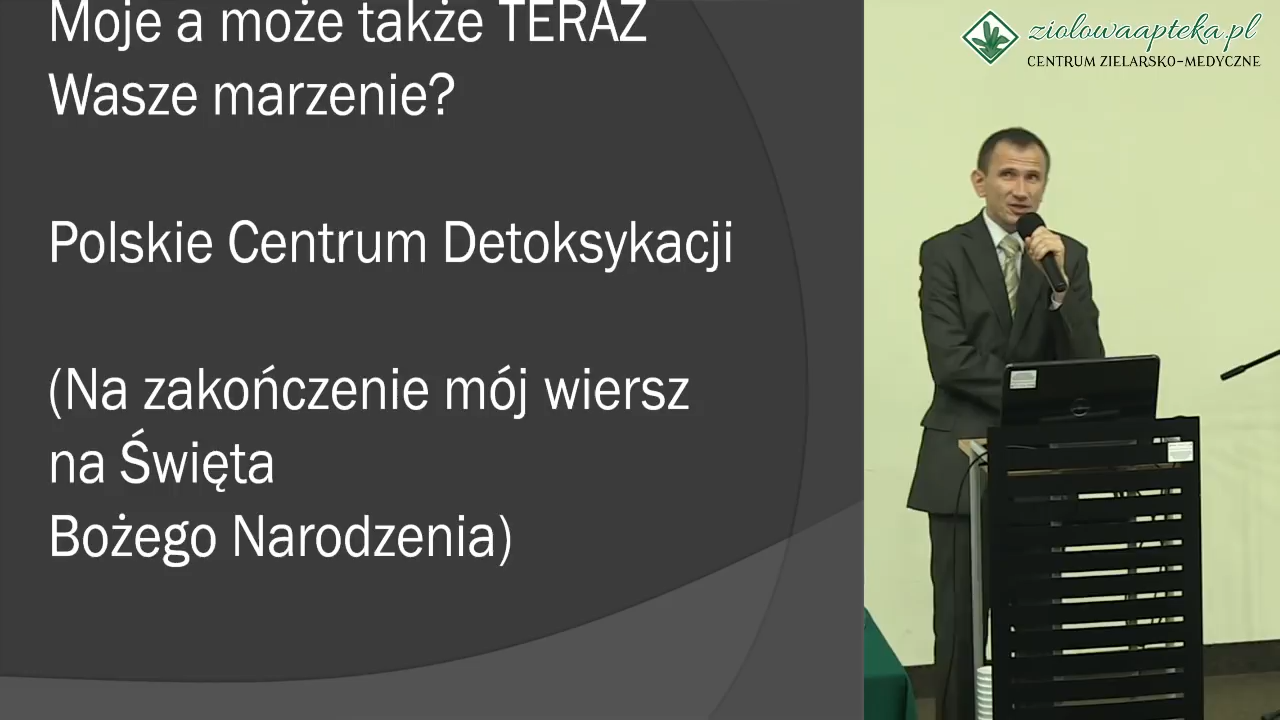 Moje a może także TERAZ
Wasze marzenie?
Polskie Centrum Detoksykacji
(Na zakończenie mój wiersz
na Święta
Bożego Narodzenia)
ziolowaapteka.pl
CENTRUM ZIELARSKO-MEDYCZNE